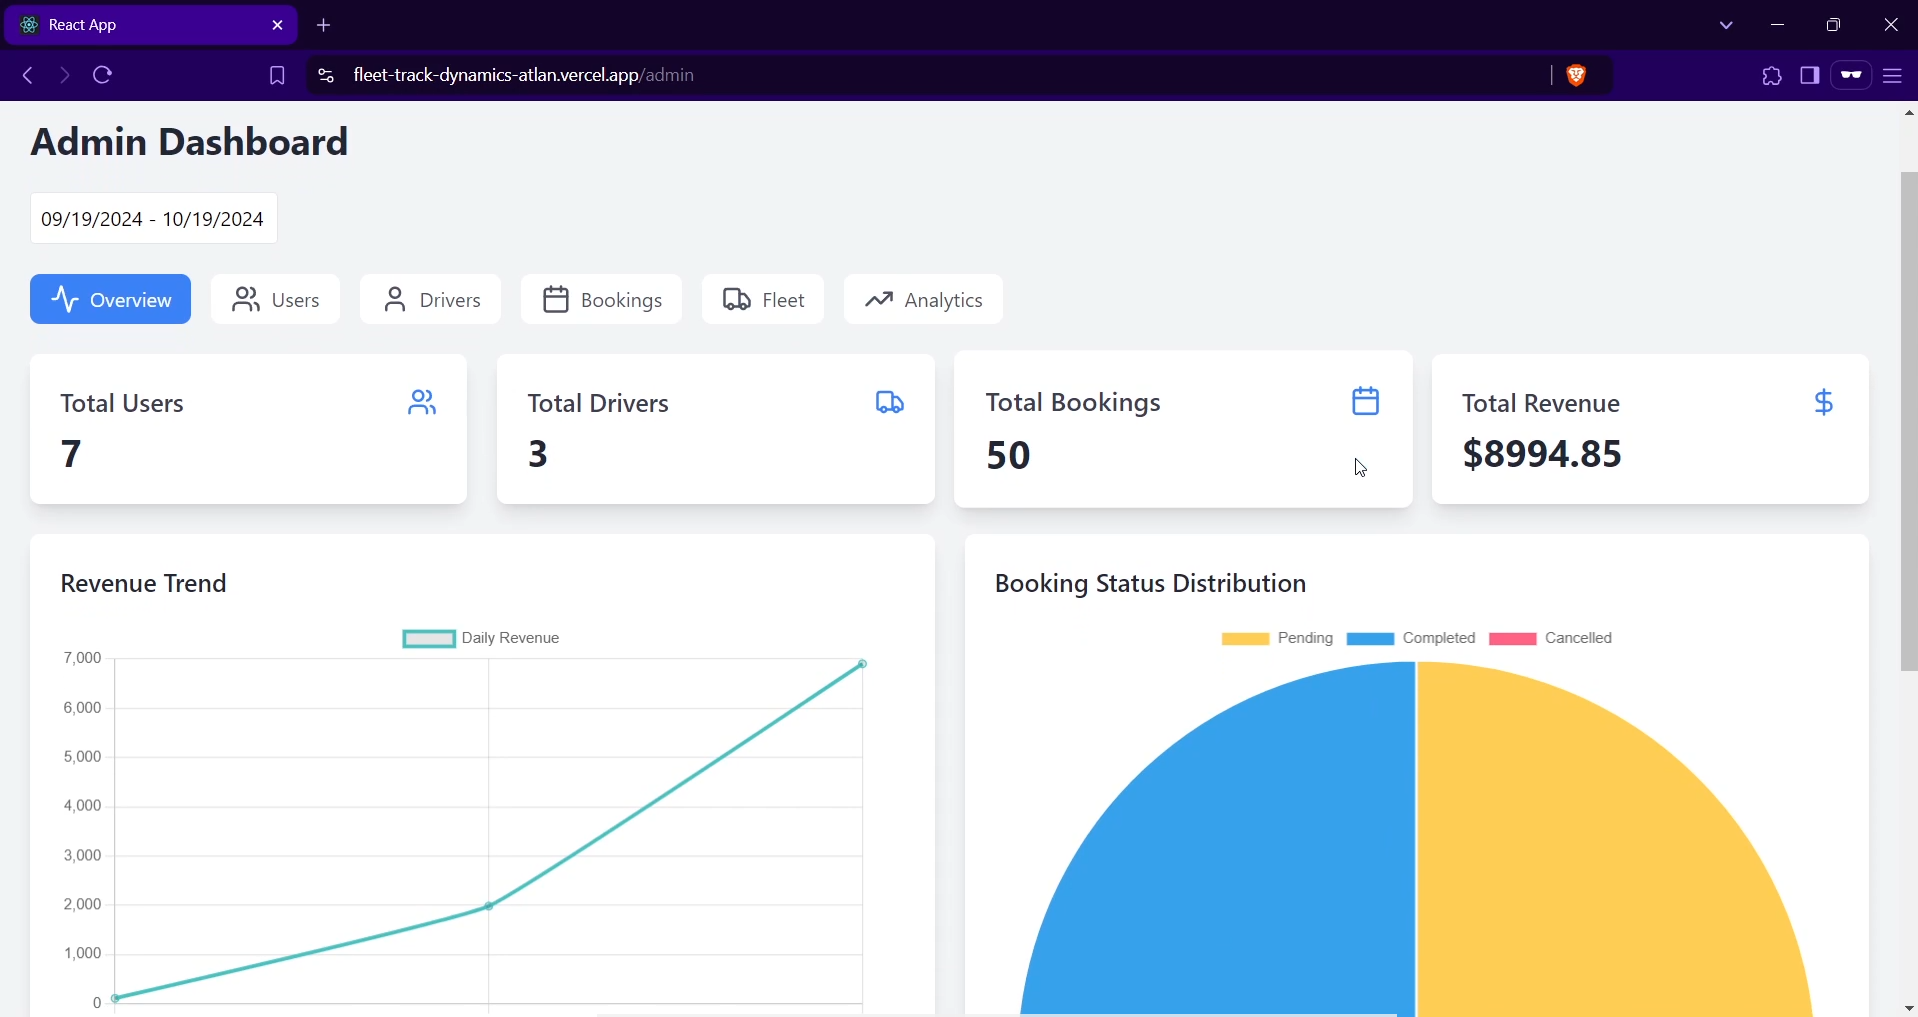 React App
fleet-track-dynamics-atlan.vercel.app/admin
Admin Dashboard
09/19/2024 - 10/19/2024
Overview Users Drivers Bookings Fleet Analytics
Total Users Total Drivers Total Bookings Total Revenue
7 3 50 $8994.85
Revenue Trend Booking Status Distribution
Daily Revenue Pending Completed Cancelled
7,000
6,000
5,000
4,000
3,000
2,000
1,000
0